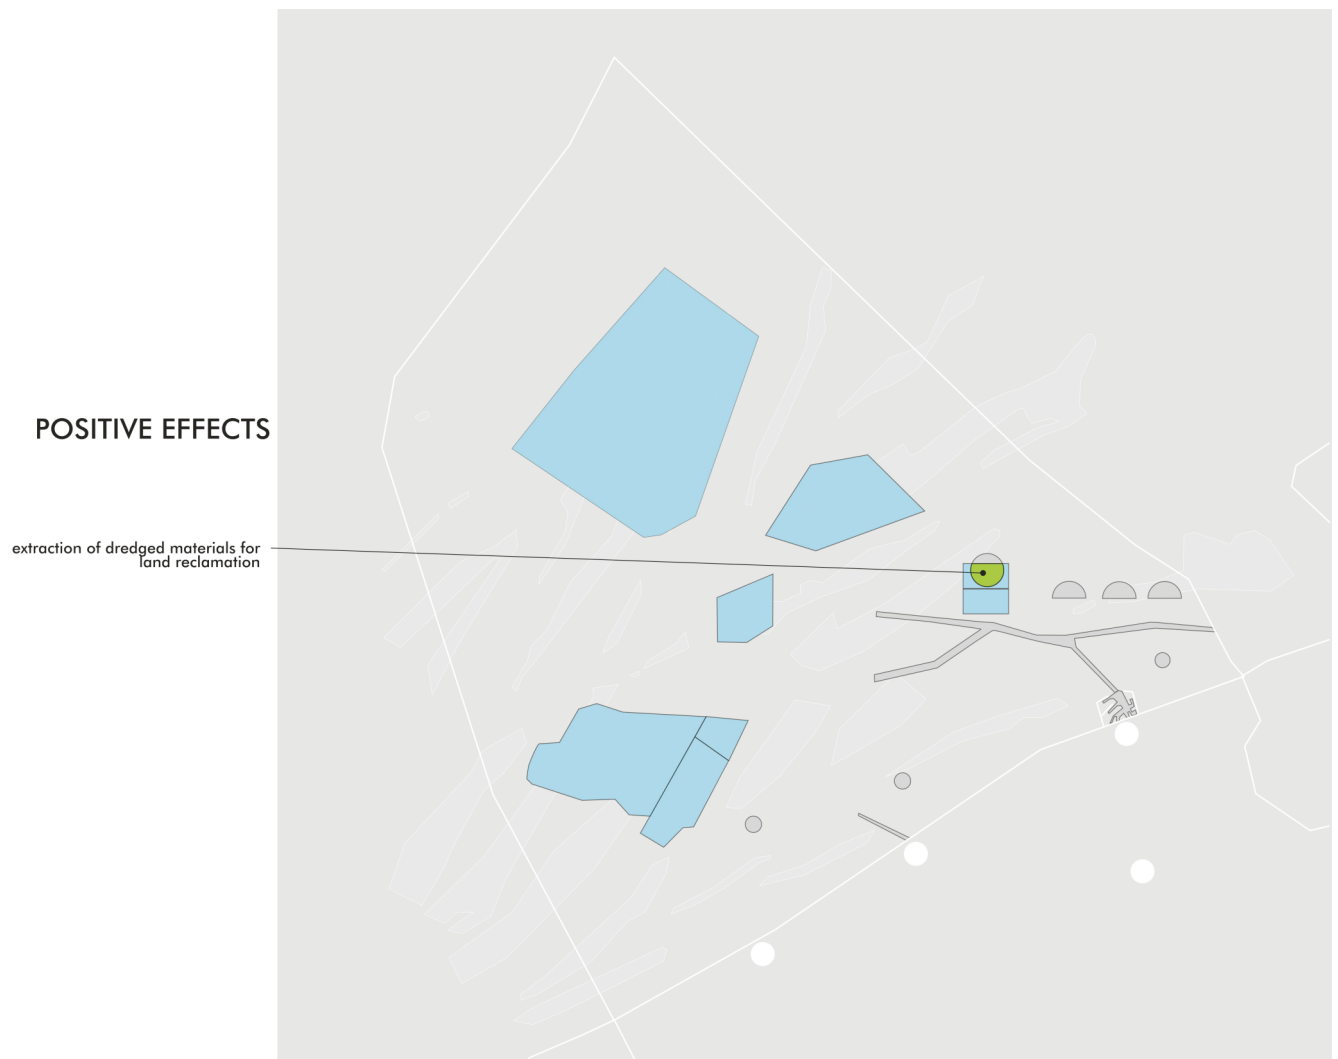 POSITIVE EFFECTS
extraction of dredged materials for
land reclamation